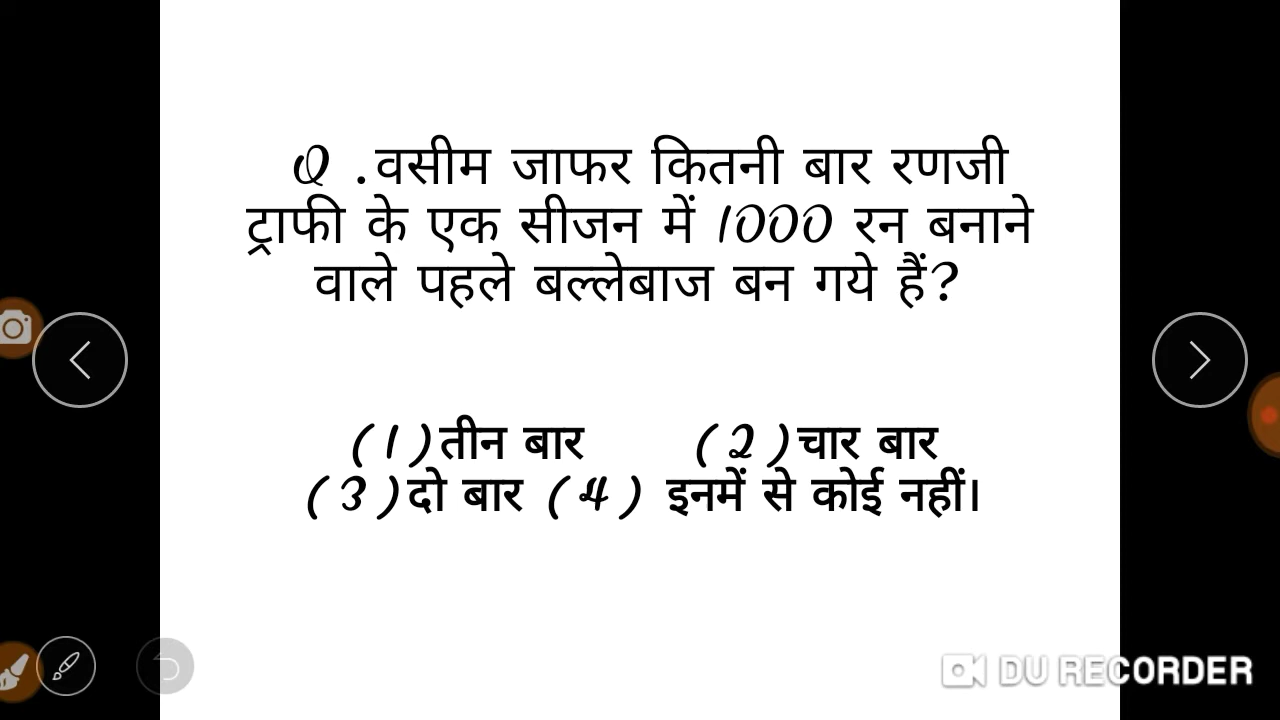 Q .वसीम जाफर कितनी बार रणजी
ट्राफी के एक सीजन में 1000 रन बनाने
वाले पहले बल्लेबाज बन गये हैं?
(1)तीन बार (2)चार बार
(3)दो बार (4) इनमें से कोई नहीं।
DU RECORDER